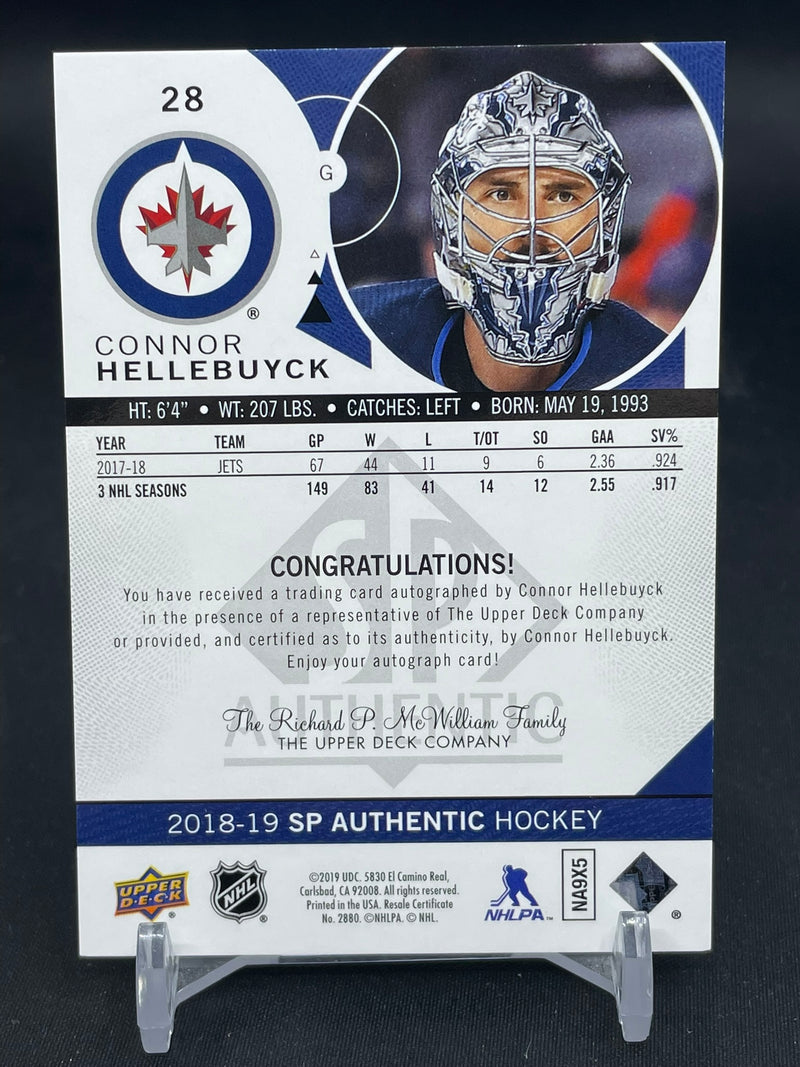 28
G
®
CONNOR
HELLEBUYCK
HT: 6'4" • WT: 207 LBS. • CATCHES: LEFT • BORN: MAY 19, 1993
YEAR TEAM GP W L T/OT SO GAA SV%
2017-18 JETS 67 44 11 9 6 2.36 .924
3 NHL SEASONS 149 83 41 14 12 2.55 .917
SP
AUTHENTIC
CONGRATULATIONS!
You have received a trading card autographed by Connor Hellebuyck
in the presence of a representative of The Upper Deck Company
or provided, and certified as to its authenticity, by Connor Hellebuyck.
Enjoy your autograph card!
The Richard P. McWilliam Family
THE UPPER DECK COMPANY
2018-19 SP AUTHENTIC HOCKEY
UPPER
DECK ®
NHL ®
©2019 UDC. 5830 El Camino Real,
Carlsbad, CA 92008. All rights reserved.
Printed in the USA. Resale Certificate
No. 2880. ©NHLPA. © NHL.
NHLPA™
NA9X5
®